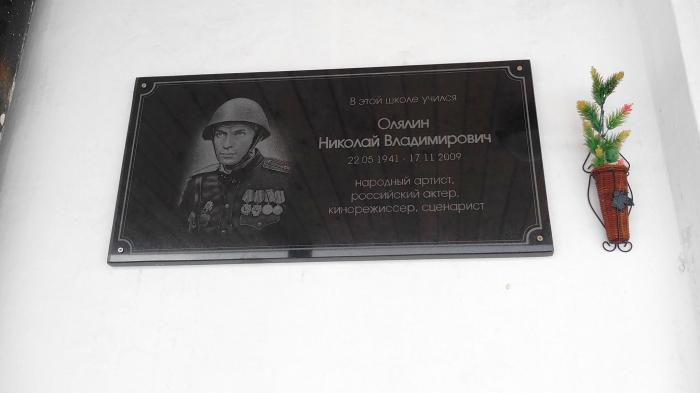 В этой школе учился
Олялин
Николай Владимирович
22.05.1941 - 17.11.2009
народный артист,
российский актер,
кинорежиссер, сценарист